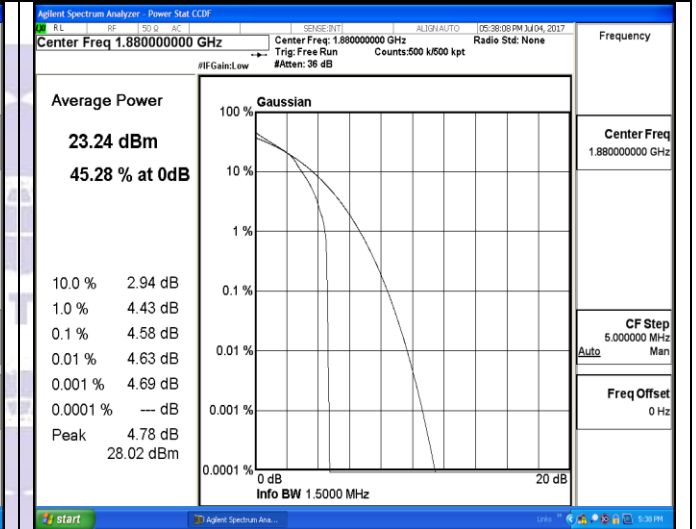 Agilent Spectrum Analyzer - Power Stat CCDF
RL RF 50 Ω AC SENSE:INT ALIGN AUTO 05:38:08 PM Jul 04, 2017
Center Freq 1.880000000 GHz
Center Freq: 1.880000000 GHz Radio Std: None
Trig: Free Run Counts:500 k/500 kpt
#IFGain:Low #Atten: 36 dB
Frequency
Average Power
23.24 dBm
45.28 % at 0dB
10.0 % 2.94 dB
1.0 % 4.43 dB
0.1 % 4.58 dB
0.01 % 4.63 dB
0.001 % 4.69 dB
0.0001 % --- dB
Peak 4.78 dB
28.02 dBm
Gaussian
100 %
10 %
1 %
0.1 %
0.01 %
0.001 %
0.0001 %
0 dB 20 dB
Info BW 1.5000 MHz
Center Freq
1.880000000 GHz
CF Step
5.000000 MHz
Auto Man
Freq Offset
0 Hz
start Agilent Spectrum Ana... Links 5:38 PM